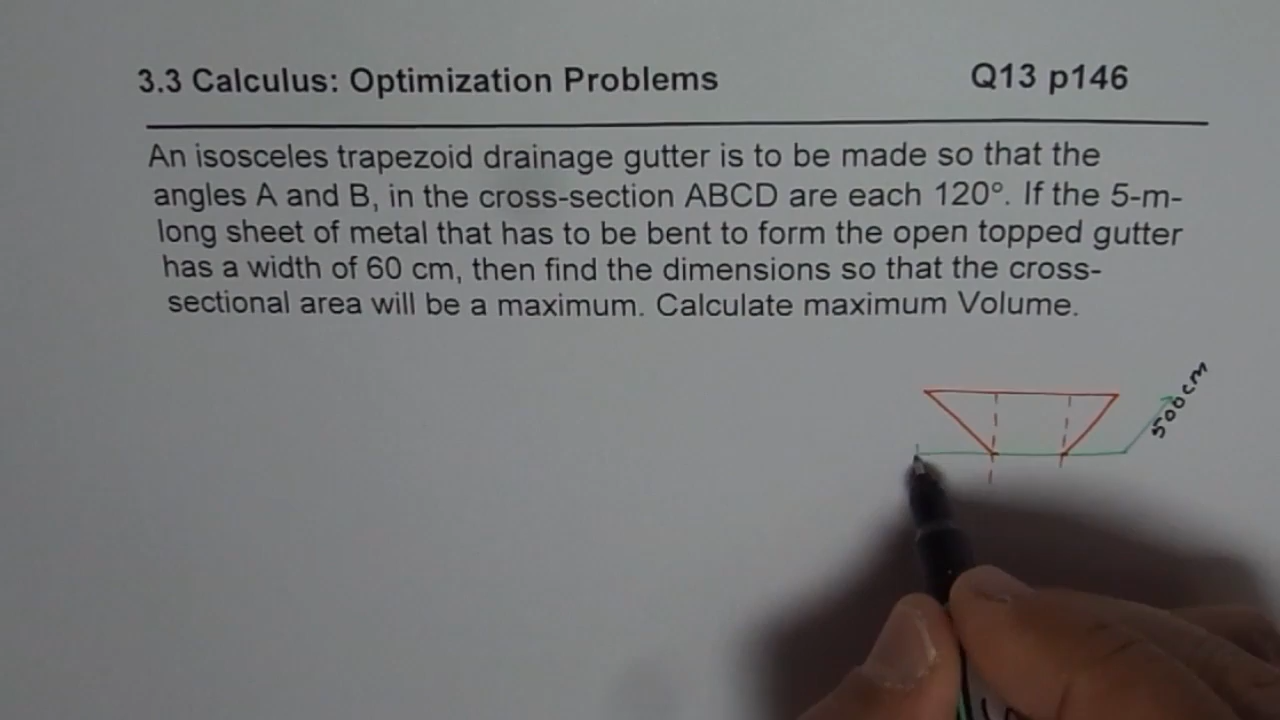 3.3 Calculus: Optimization Problems Q13 p146
An isosceles trapezoid drainage gutter is to be made so that the
angles A and B, in the cross-section ABCD are each 120°. If the 5-m-
long sheet of metal that has to be bent to form the open topped gutter
has a width of 60 cm, then find the dimensions so that the cross-
sectional area will be a maximum. Calculate maximum Volume.
500cm